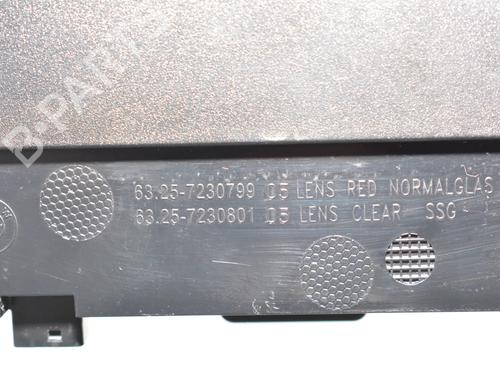 63.25-7230799 05 LENS RED NORMALGLAS
63.25-7230801 05 LENS CLEAR SSG
B-PARTS